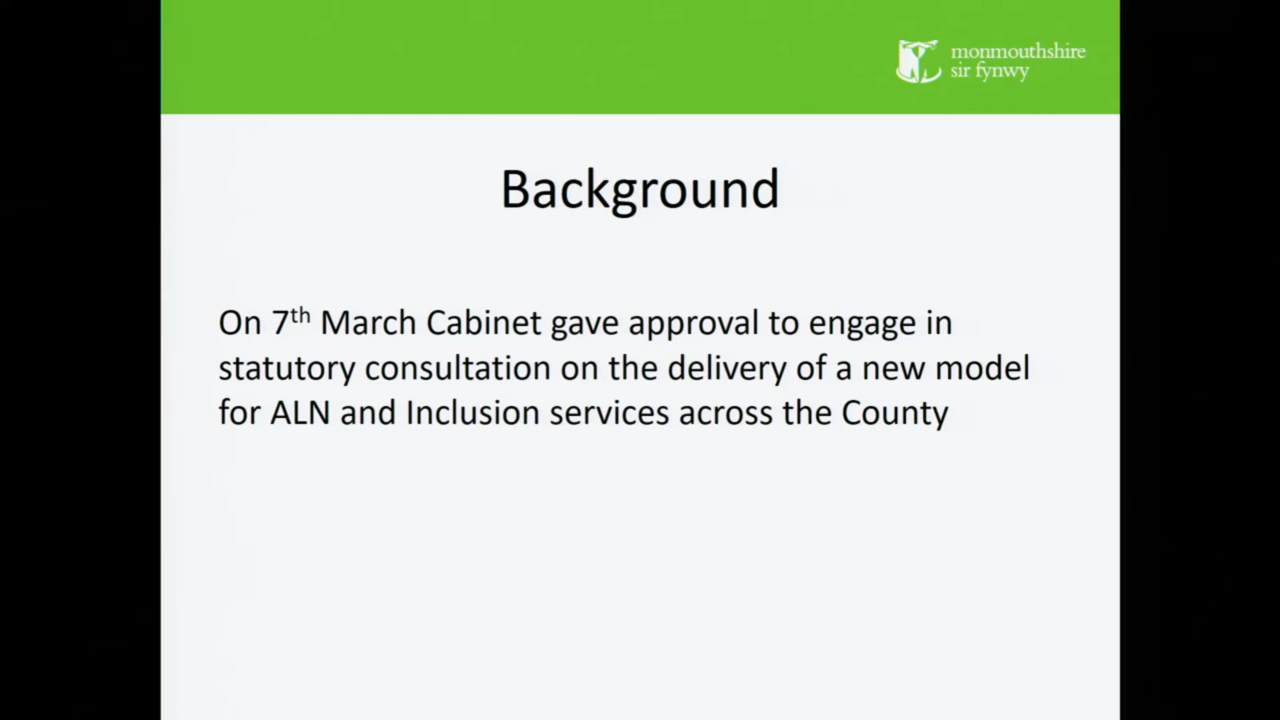 monmouthshire
sir fynwy
Background
On 7th March Cabinet gave approval to engage in
statutory consultation on the delivery of a new model
for ALN and Inclusion services across the County